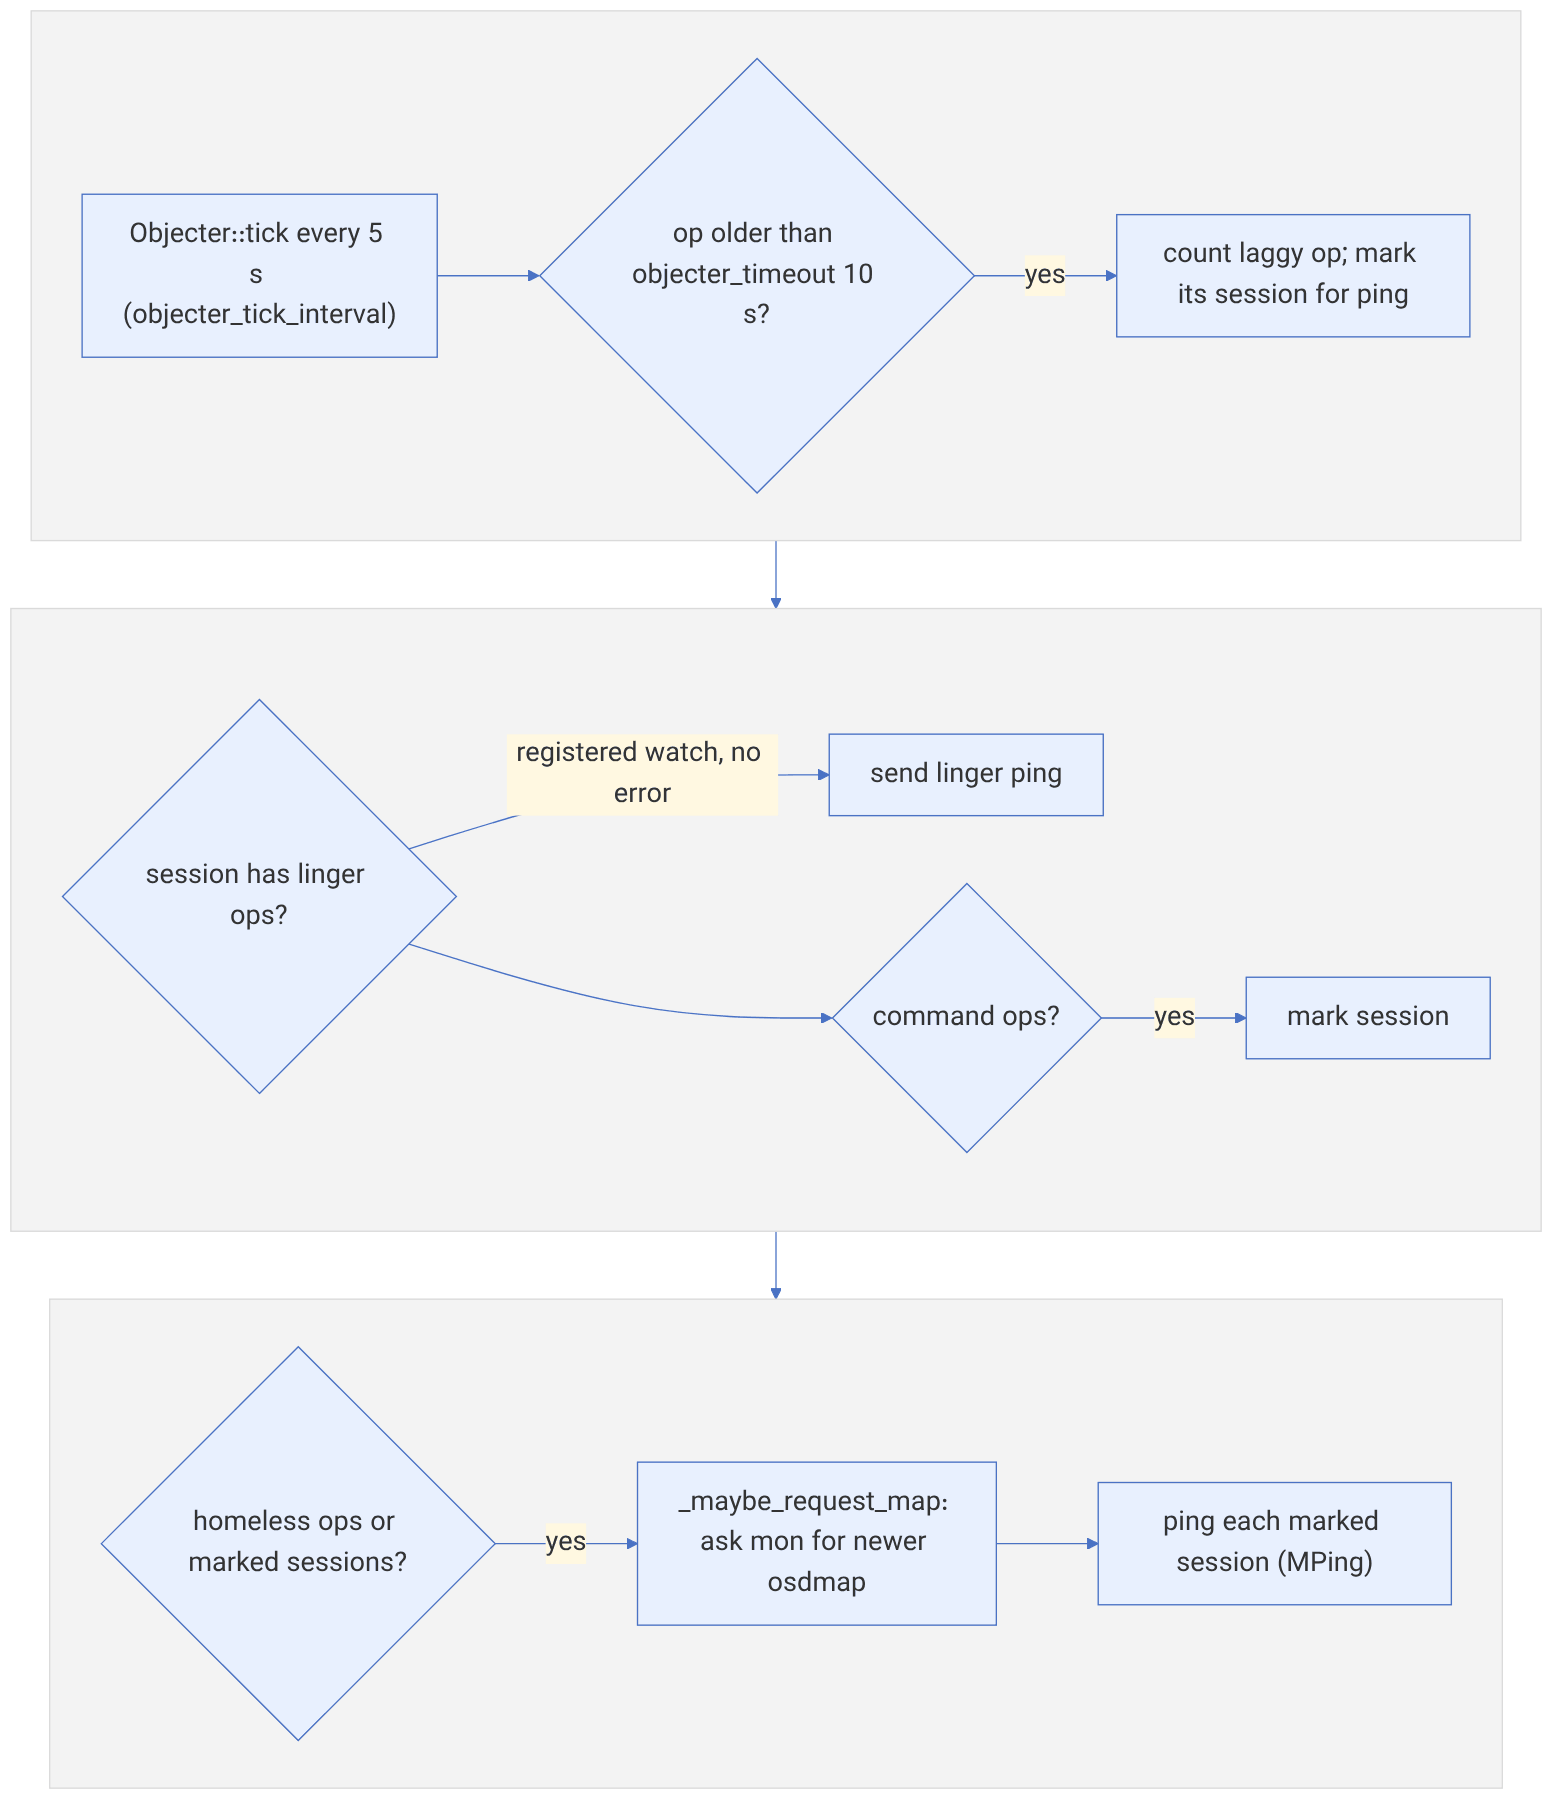 Objecter::tick every 5
s
(objecter_tick_interval)
op older than
objecter_timeout 10
s?
yes
count laggy op; mark
its session for ping
session has linger
ops?
registered watch, no
error
send linger ping
command ops?
yes
mark session
homeless ops or
marked sessions?
yes
_maybe_request_map:
ask mon for newer
osdmap
ping each marked
session (MPing)